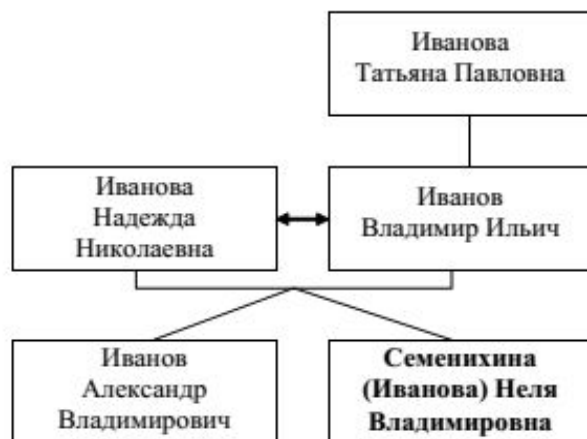 Иванова
Татьяна Павловна
Иванова
Надежда
Николаевна
Иванов
Владимир Ильич
Иванов
Александр
Владимирович
Семенихина
(Иванова) Неля
Владимировна